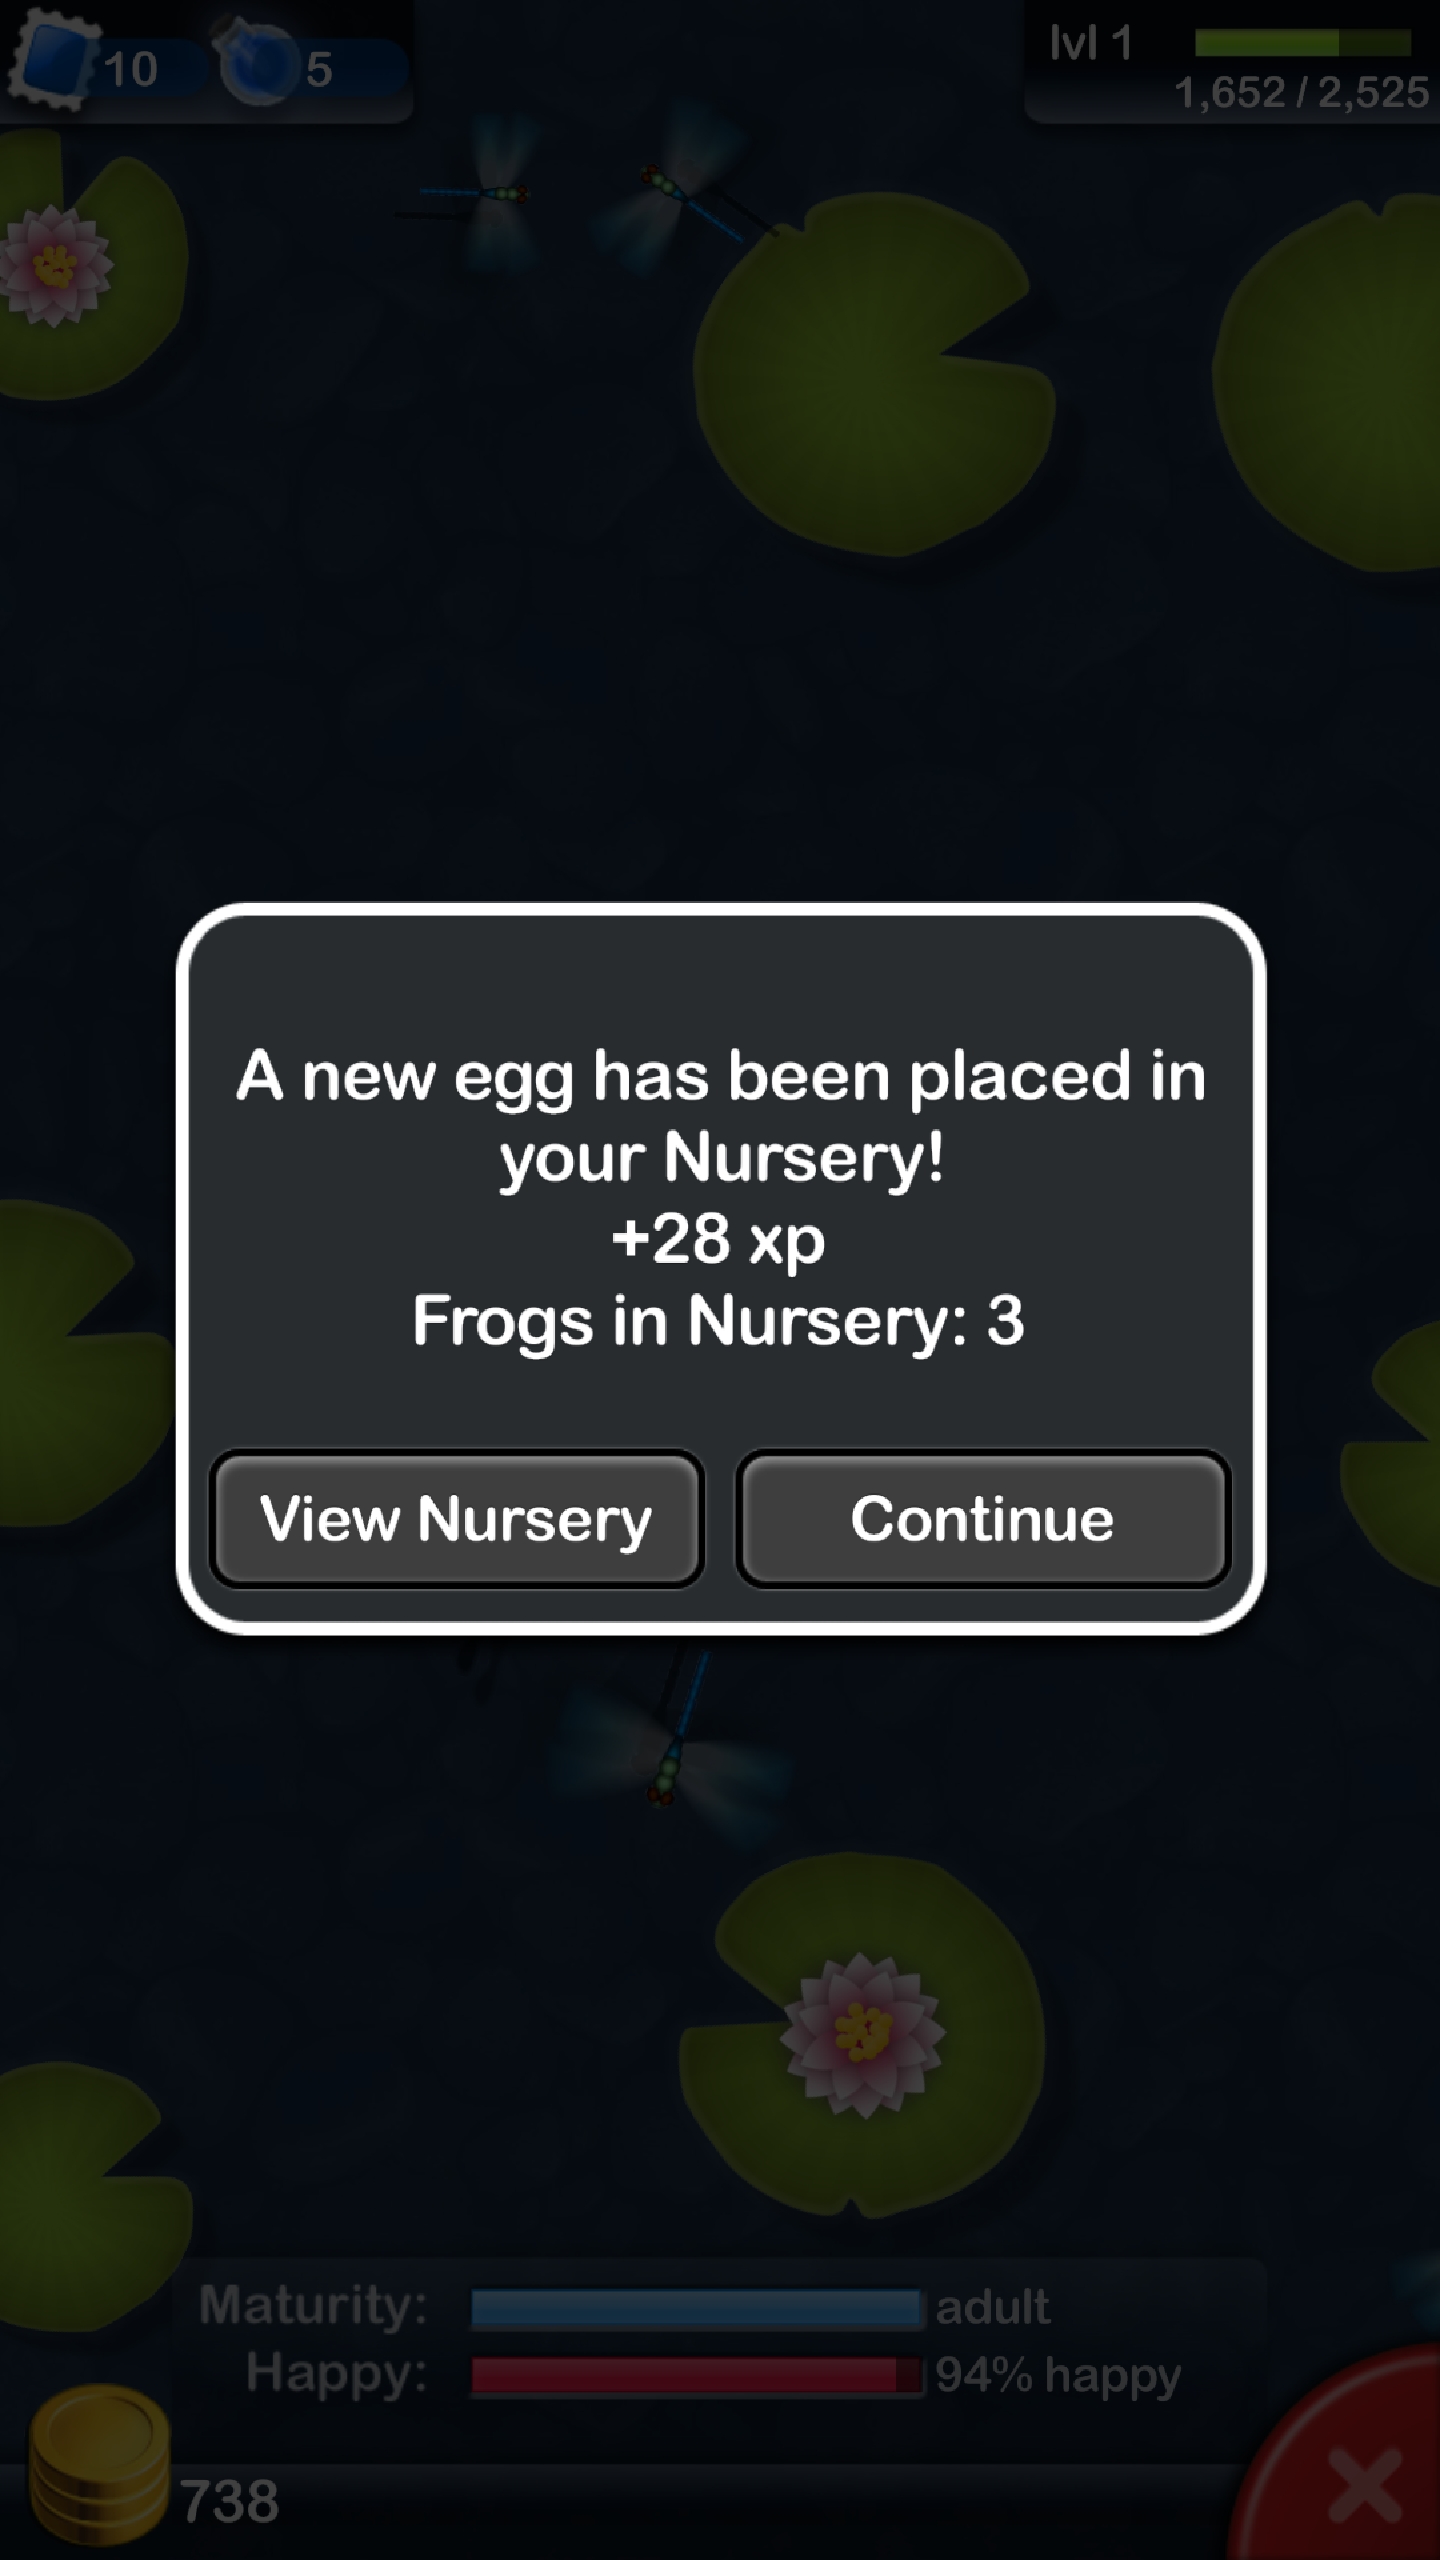 10
5
lvl 1
1,652 / 2,525
A new egg has been placed in
your Nursery!
+28 xp
Frogs in Nursery: 3
View Nursery
Continue
Maturity:
adult
Happy:
94% happy
738